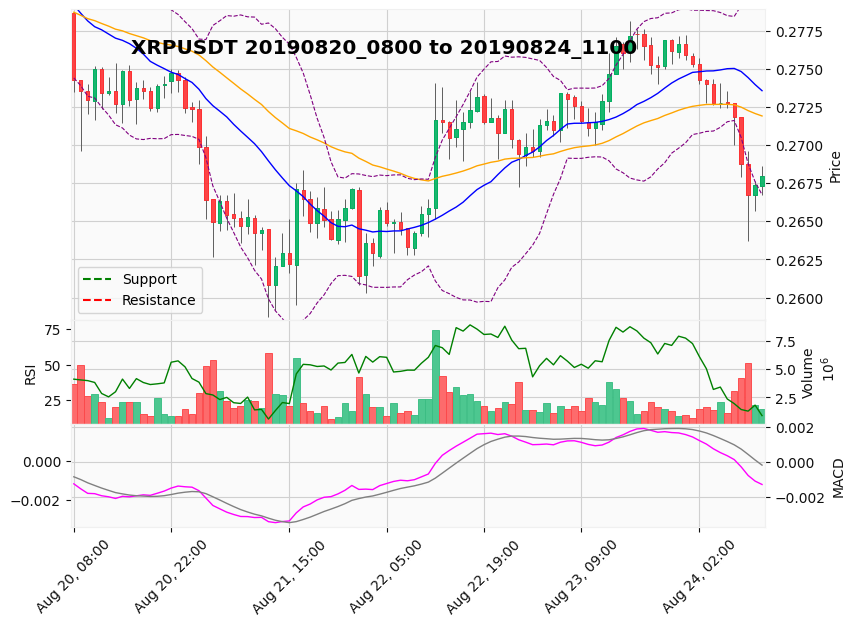 XRPUSDT 20190820_0800 to 20190824_1100
0.2775
0.2750
0.2725
0.2700
0.2675
0.2650
0.2625
0.2600
Price
Support
Resistance
75
50
25
RSI
7.5
5.0
2.5
Volume
10⁶
0.000
−0.002
0.002
0.000
−0.002
MACD
Aug 20, 08:00
Aug 20, 22:00
Aug 21, 15:00
Aug 22, 05:00
Aug 22, 19:00
Aug 23, 09:00
Aug 24, 02:00